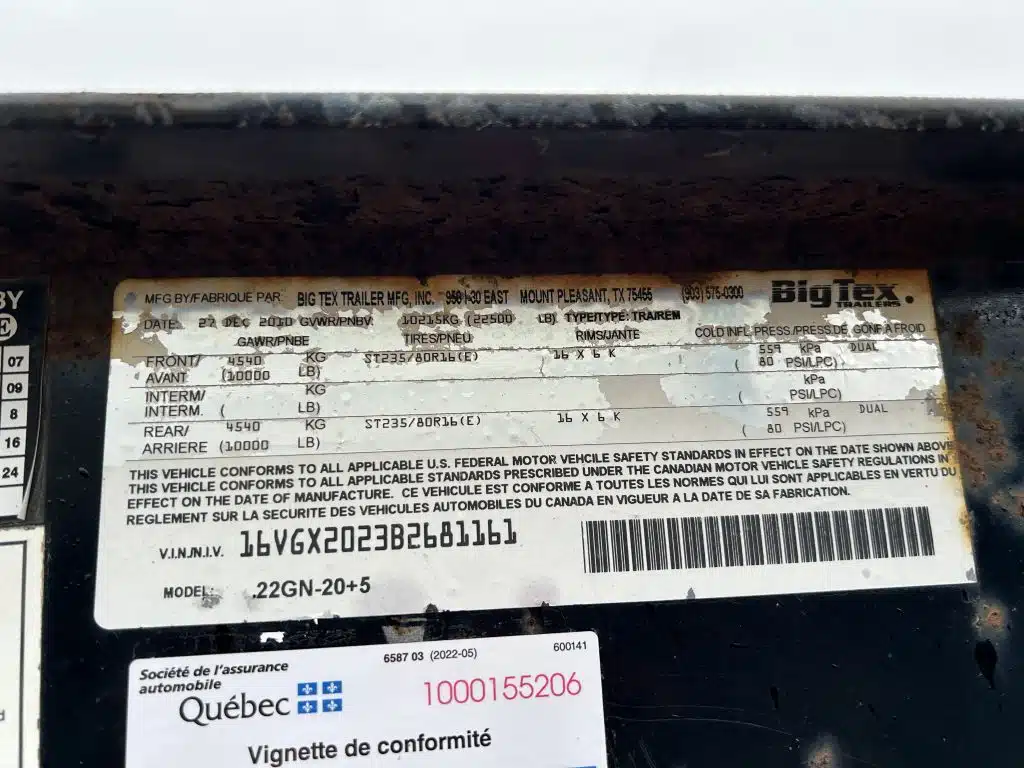 MFG BY/FABRIQUE PAR: BIG TEX TRAILER MFG, INC. 950 I-30 EAST MOUNT PLEASANT, TX 75455 (903) 575-0300 BigTex TRAILERS.
DATE: 27 DEC 2010 GVWR/PNBV: 10215KG (22500 LB) TYPE/TYPE: TRA/REM
GAWR/PNBE TIRES/PNEU RIMS/JANTE COLD INFL. PRESS./PRESS.DE GONF.A FROID
FRONT/ 4540 KG ST235/80R16(E) 16 X 6 K 559 kPa DUAL
AVANT (10000 LB) ( 80 PSI/LPC)
INTERM/ KG kPa
INTERM. ( LB) ( PSI/LPC)
REAR/ 4540 KG ST235/80R16(E) 16 X 6 K 559 kPa DUAL
ARRIERE (10000 LB) ( 80 PSI/LPC)
THIS VEHICLE CONFORMS TO ALL APPLICABLE U.S. FEDERAL MOTOR VEHCILE SAFETY STANDARDS IN EFFECT ON THE DATE SHOWN ABOVE
THIS VEHICLE CONFORMS TO ALL APPLICABLE STANDARDS PRESCRIBED UNDER THE CANADIAN MOTOR VEHICLE SAFETY REGULATIONS IN
EFFECT ON THE DATE OF MANUFACTURE. CE VEHICULE EST CONFORME A TOUTES LES NORMES QUI LUI SONT APPLICABLES EN VERTU DU
REGLEMENT SUR LA SECURITE DES VEHICULES AUTOMOBILES DU CANADA EN VIGUEUR A LA DATE DE SA FABRICATION.
V.I.N./N.I.V. 16VGX2023B2681161
MODEL: .22GN-20+5
BY
E
07
09
8
16
24
d
Société de l'assurance
automobile
Québec
6587 03 (2022-05) 600141
1000155206
Vignette de conformité